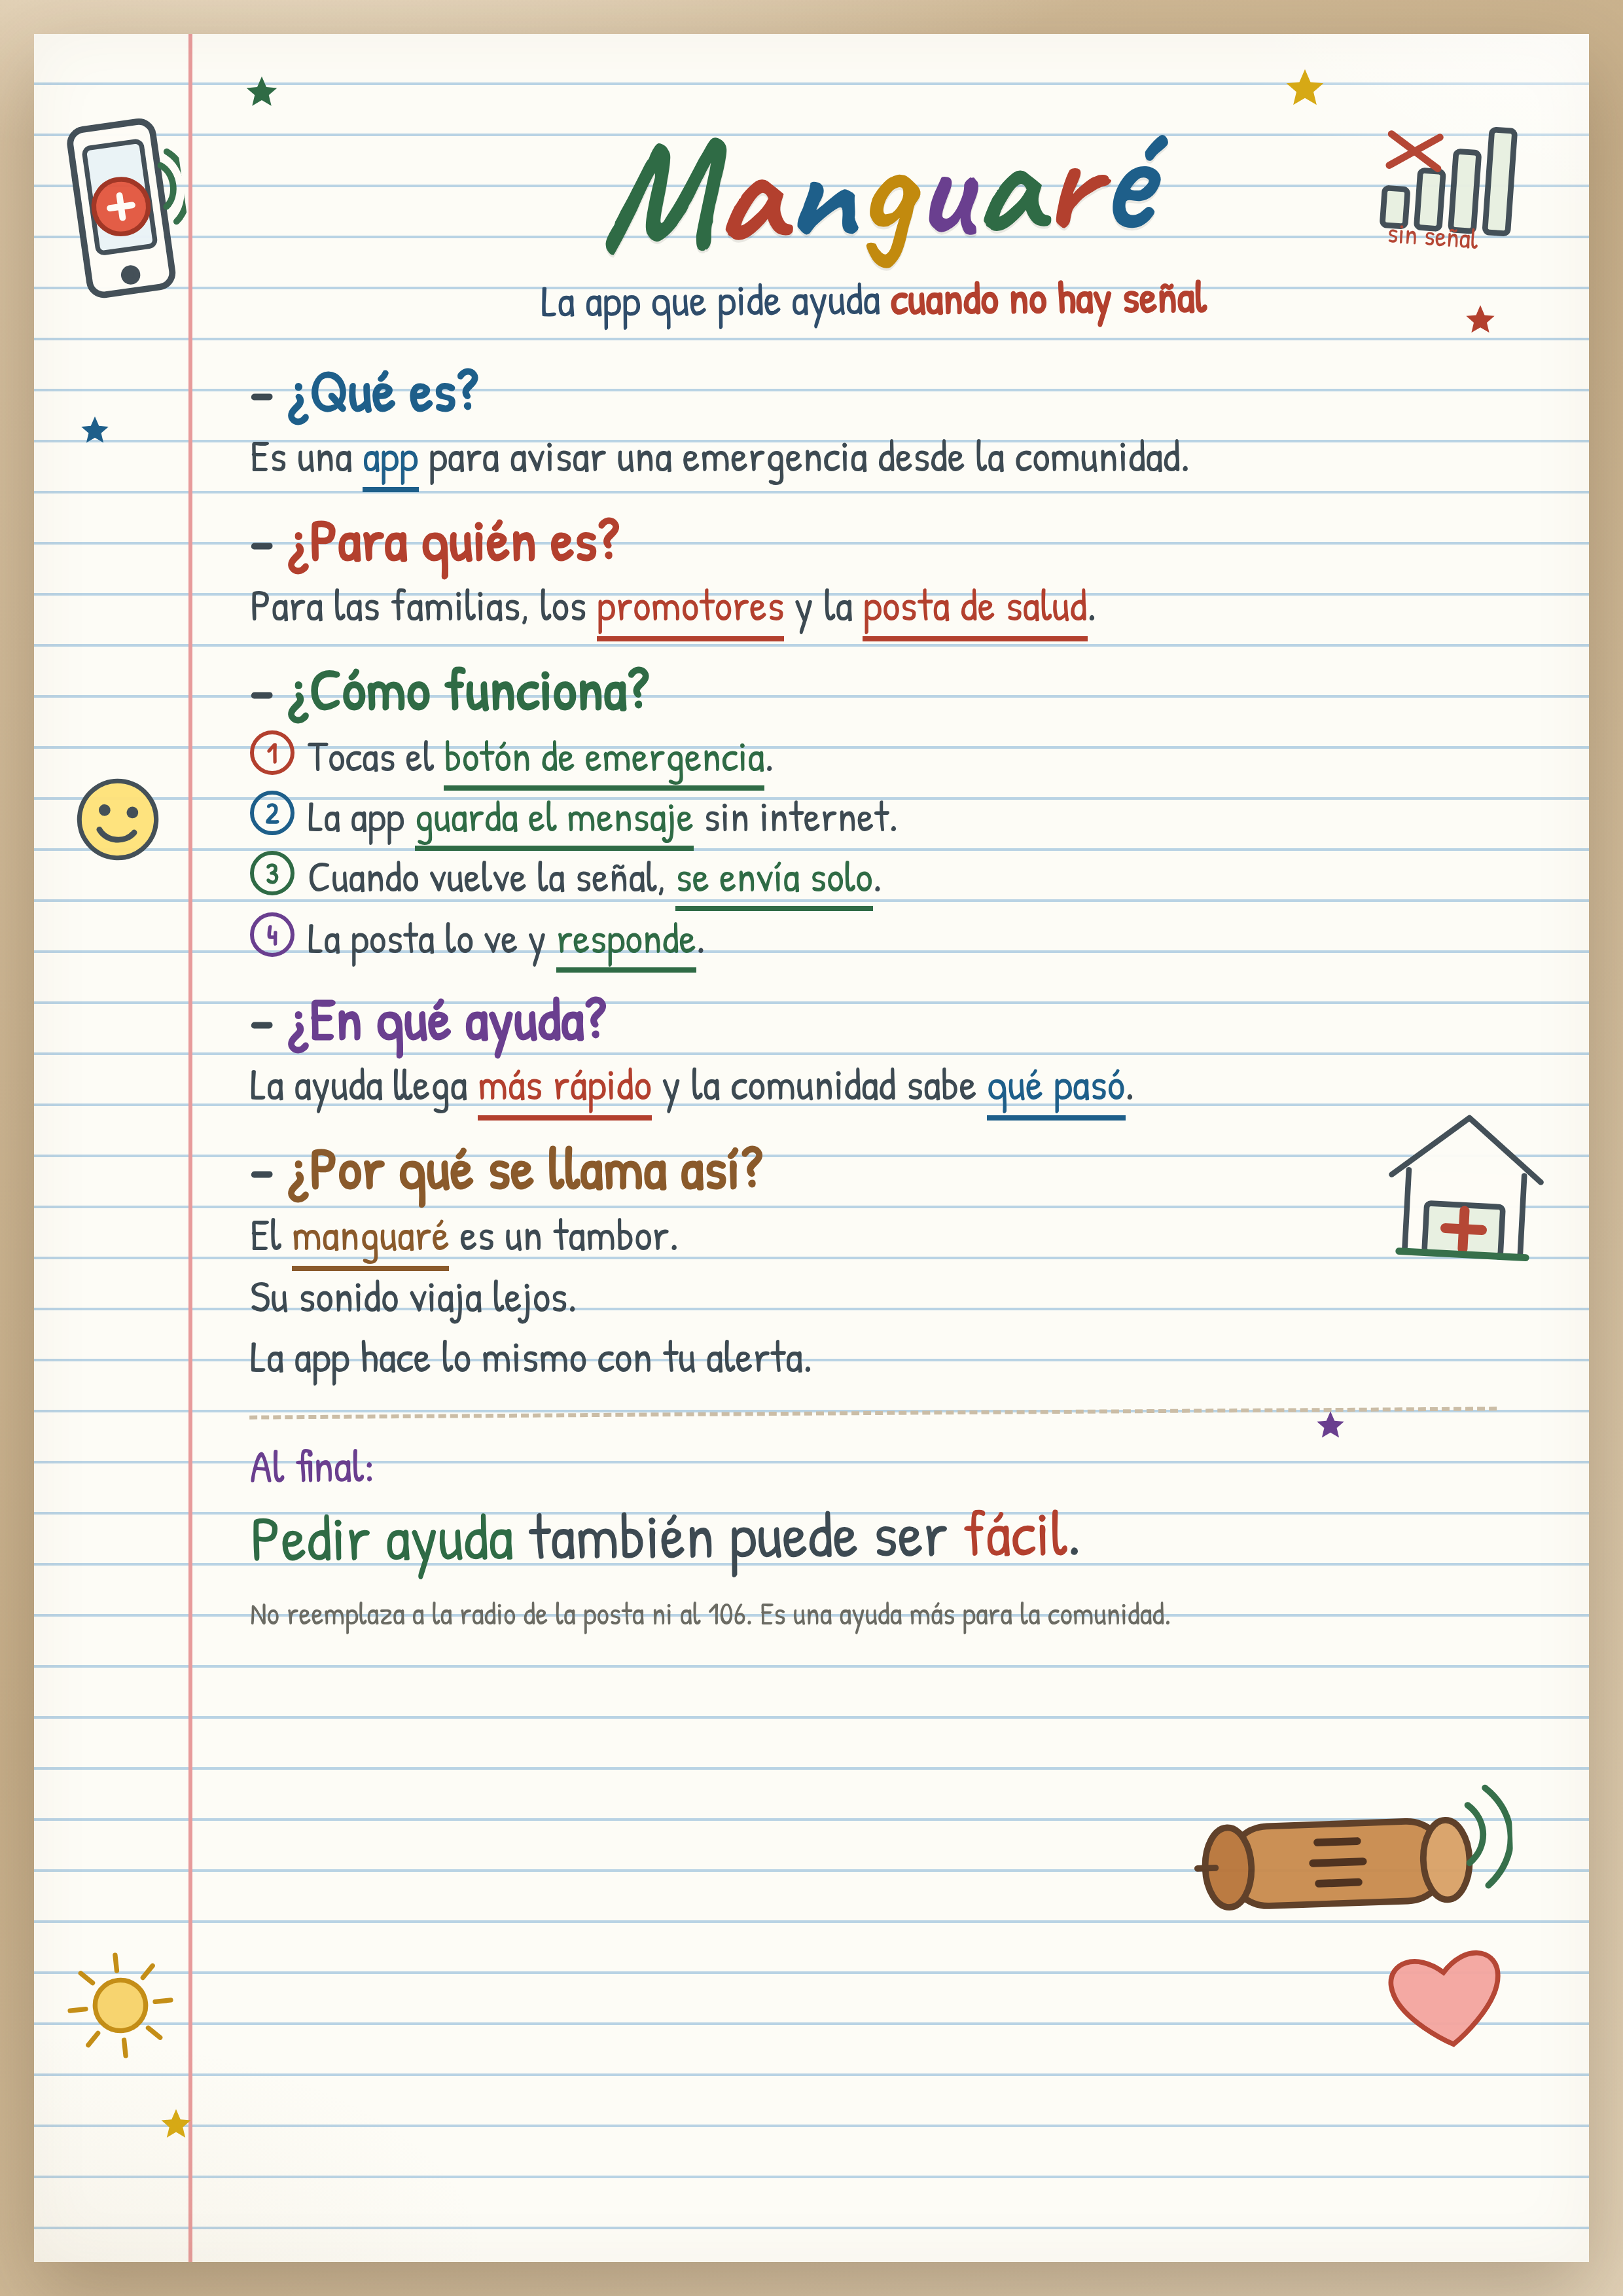 Manguaré
sin señal
La app que pide ayuda cuando no hay señal
– ¿Qué es?
Es una app para avisar una emergencia desde la comunidad.
– ¿Para quién es?
Para las familias, los promotores y la posta de salud.
– ¿Cómo funciona?
1 Tocas el botón de emergencia.
2 La app guarda el mensaje sin internet.
3 Cuando vuelve la señal, se envía solo.
4 La posta lo ve y responde.
– ¿En qué ayuda?
La ayuda llega más rápido y la comunidad sabe qué pasó.
– ¿Por qué se llama así?
El manguaré es un tambor.
Su sonido viaja lejos.
La app hace lo mismo con tu alerta.
Al final:
Pedir ayuda también puede ser fácil.
No reemplaza a la radio de la posta ni al 106. Es una ayuda más para la comunidad.